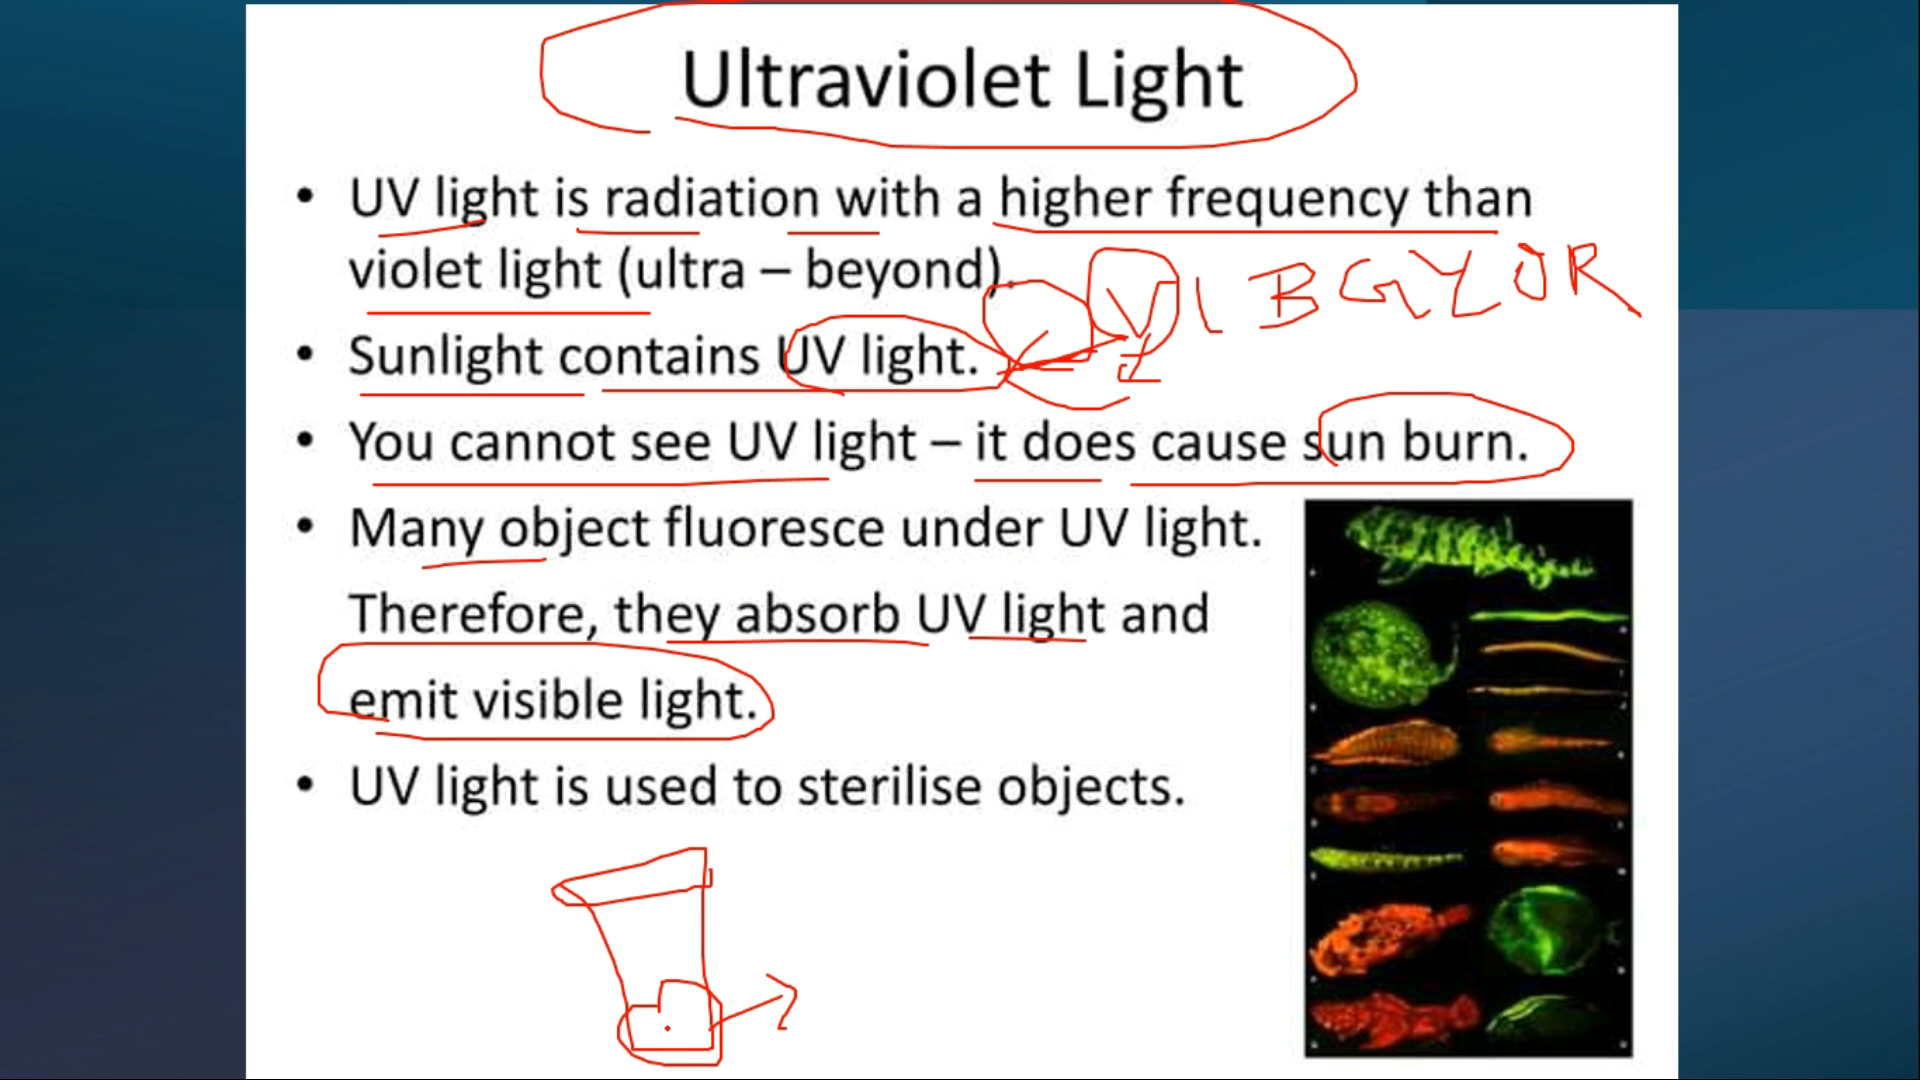 Ultraviolet Light
• UV light is radiation with a higher frequency than
violet light (ultra – beyond).
V I B G Y O R
• Sunlight contains UV light.
• You cannot see UV light – it does cause sun burn.
• Many object fluoresce under UV light.
Therefore, they absorb UV light and
emit visible light.
• UV light is used to sterilise objects.